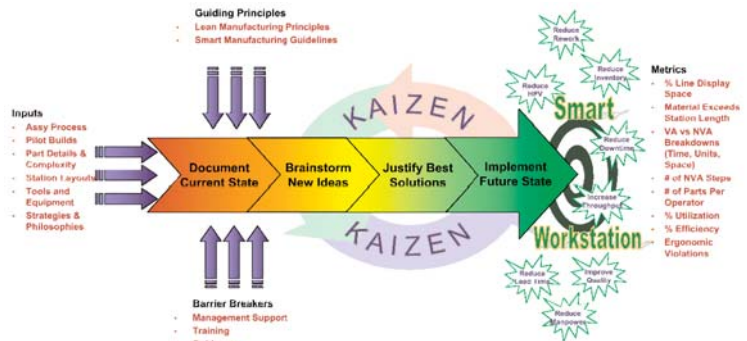 Guiding Principles
- Lean Manufacturing Principles
- Smart Manufacturing Guidelines
Inputs
- Assy Process
- Pilot Builds
- Part Details &
Complexity
- Station Layouts
- Tools and
Equipment
- Strategies &
Philosophies
Document
Current State
Brainstorm
New Ideas
Justify Best
Solutions
Implement
Future State
KAIZEN
KAIZEN
Barrier Breakers
- Management Support
- Training
Reduce
Rework
Reduce
Inventory
Reduce
HPV
Smart
Reduce
Downtime
Increase
Throughput
Workstation
Reduce
Lead Time
Improve
Quality
Reduce
Manpower
Metrics
- % Line Display
Space
- Material Exceeds
Station Length
- VA vs NVA
Breakdowns
(Time, Units,
Space)
- # of NVA Steps
- # of Parts Per
Operator
- % Utilization
- % Efficiency
- Ergonomic
Violations